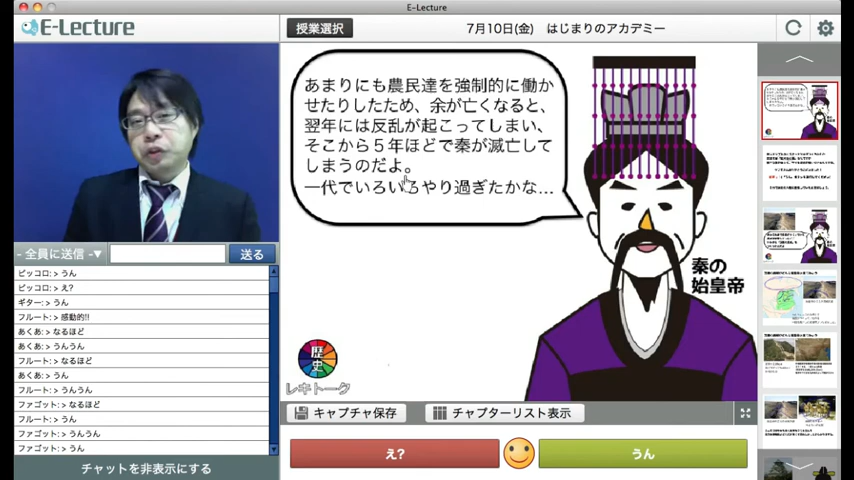 E-Lecture
E-Lecture
授業選択
7月10日(金) はじまりのアカデミー
あまりにも農民達を強制的に働か
せたりしたため、余が亡くなると、
翌年には反乱が起こってしまい、
そこから５年ほどで秦が滅亡して
しまうのだよ。
一代でいろいろやり過ぎたかな…
秦の
始皇帝
歴史
レキトーク
- 全員に送信 -▼
送る
ピッコロ: > うん
ピッコロ: > え?
ギター: > うん
フルート: > 感動的!!
あくあ: > なるほど
あくあ: > うんうん
フルート: > なるほど
あくあ: > うん
フルート: > うんうん
ファゴット: > なるほど
フルート: > うん
ファゴット: > うんうん
ファゴット: > うん
チャットを非表示にする
キャプチャ保存
チャプターリスト表示
え?
うん